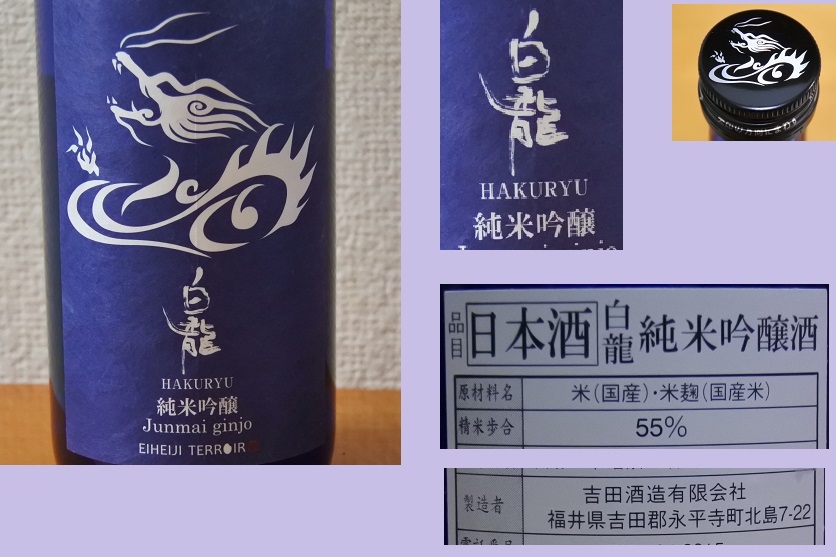 白龍
HAKURYU
純米吟醸
Junmai ginjo
EIHEIJI TERROIR
白龍
HAKURYU
純米吟醸
品目 日本酒 白龍 純米吟醸酒
原材料名 米(国産)・米麹(国産米)
精米歩合 55%
製造者 吉田酒造有限会社
福井県吉田郡永平寺町北島7-22